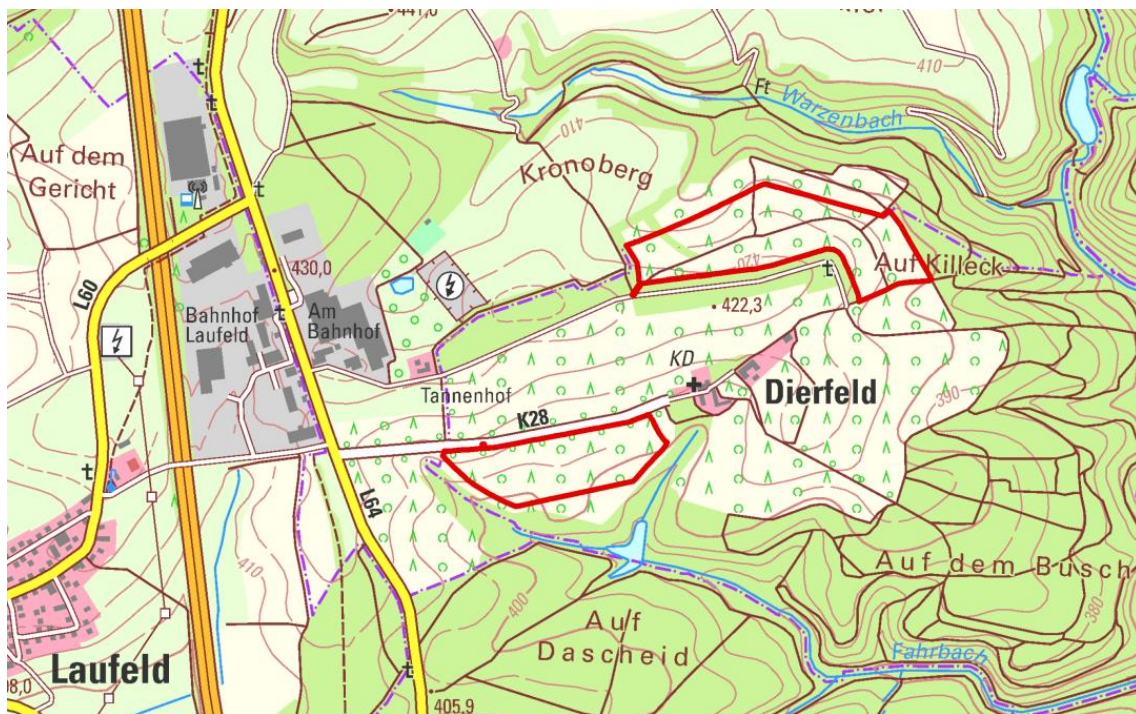 441,0
410
Ft
Warzenbach
Auf dem
Gericht
410
Kronoberg
L60
430,0
420
Auf Killeck
422,3
Bahnhof
Laufeld
Am
Bahnhof
KD
Tannenhof
Dierfeld
390
K28
L64
410
400
Auf dem Büsch
Auf
Dascheid
380
Fahrbach
Laufeld
405,9